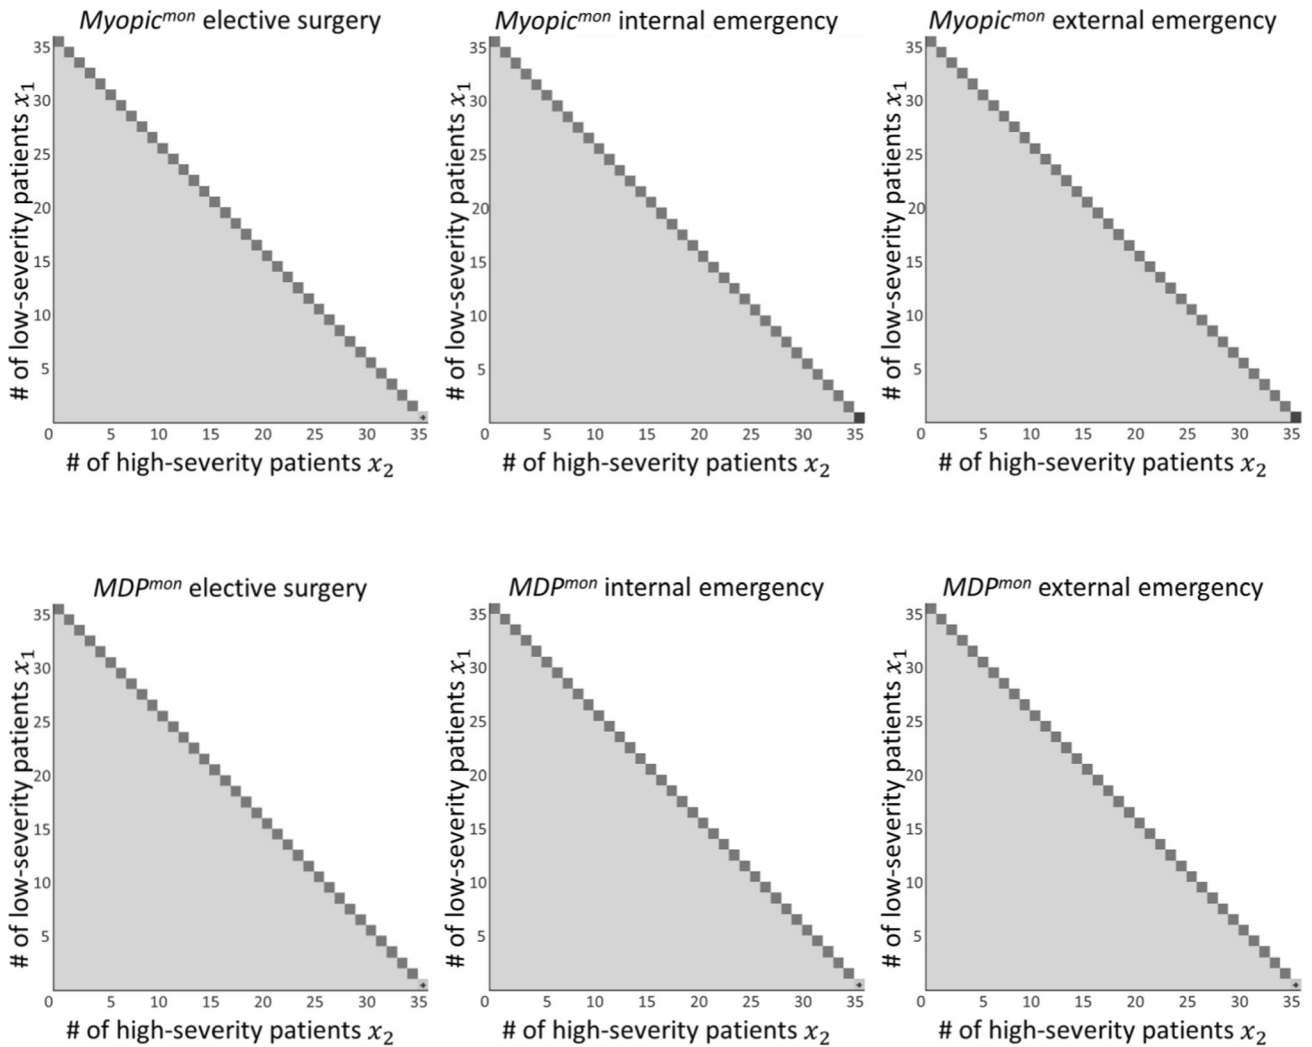 Myopicᵐᵒⁿ elective surgery
# of low-severity patients x₁
35
30
25
20
15
10
5
0 5 10 15 20 25 30 35
# of high-severity patients x₂
Myopicᵐᵒⁿ internal emergency
# of low-severity patients x₁
35
30
25
20
15
10
5
0 5 10 15 20 25 30 35
# of high-severity patients x₂
Myopicᵐᵒⁿ external emergency
# of low-severity patients x₁
35
30
25
20
15
10
5
0 5 10 15 20 25 30 35
# of high-severity patients x₂
MDPᵐᵒⁿ elective surgery
# of low-severity patients x₁
35
30
25
20
15
10
5
0 5 10 15 20 25 30 35
# of high-severity patients x₂
MDPᵐᵒⁿ internal emergency
# of low-severity patients x₁
35
30
25
20
15
10
5
0 5 10 15 20 25 30 35
# of high-severity patients x₂
MDPᵐᵒⁿ external emergency
# of low-severity patients x₁
35
30
25
20
15
10
5
0 5 10 15 20 25 30 35
# of high-severity patients x₂